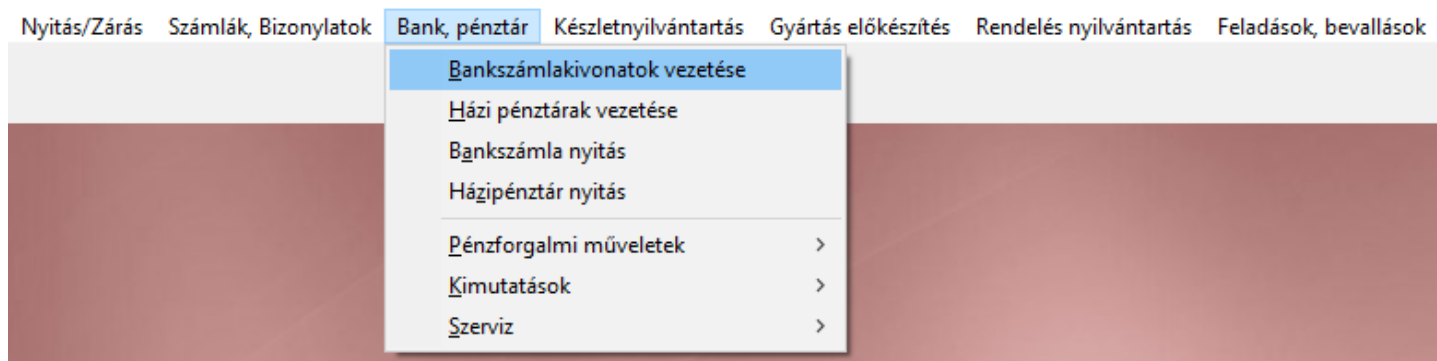 Nyitás/Zárás Számlák, Bizonylatok Bank, pénztár Készletnyilvántartás Gyártás előkészítés Rendelés nyilvántartás Feladások, bevallások
Bankszámlakivonatok vezetése
Házi pénztárak vezetése
Bankszámla nyitás
Házipénztár nyitás
Pénzforgalmi műveletek
Kimutatások
Szerviz